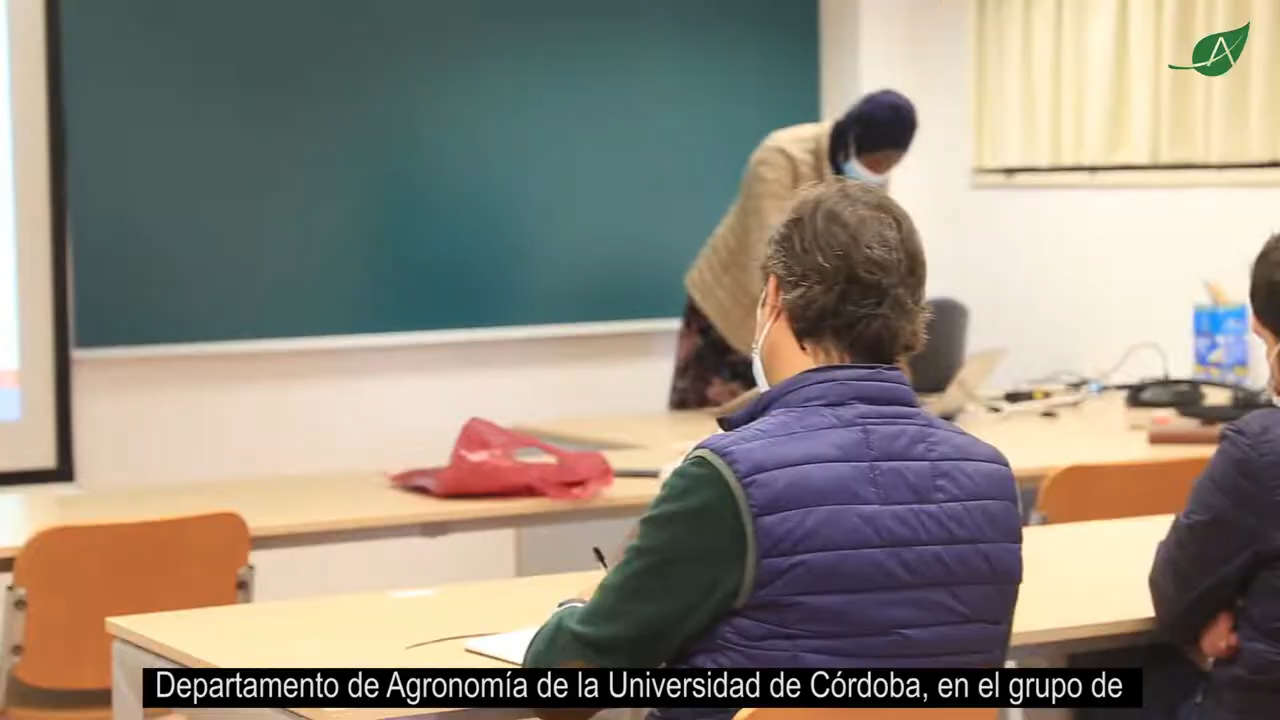 A
Departamento de Agronomía de la Universidad de Córdoba, en el grupo de